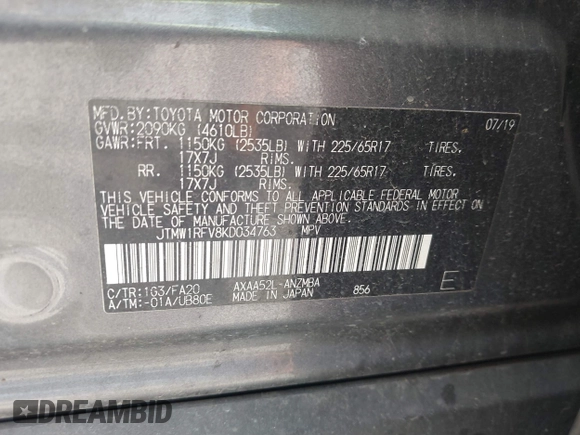 MFD.BY:TOYOTA MOTOR CORPORATION 07/19
GVWR:2090KG (4610LB)
GAWR:FRT. 1150KG (2535LB) WITH 225/65R17 TIRES.
17X7J RIMS.
RR. 1150KG (2535LB) WITH 225/65R17 TIRES.
17X7J RIMS.
THIS VEHICLE CONFORMS TO ALL APPLICABLE FEDERAL MOTOR
VEHICLE SAFETY AND THEFT PREVENTION STANDARDS IN EFFECT ON
THE DATE OF MANUFACTURE SHOWN ABOVE.
JTMW1RFV8KD034763 MPV
C/TR:1G3/FA20 AXAA52L-ANZMBA E
A/TM:-01A/UB80E MADE IN JAPAN 856
DREAMBID